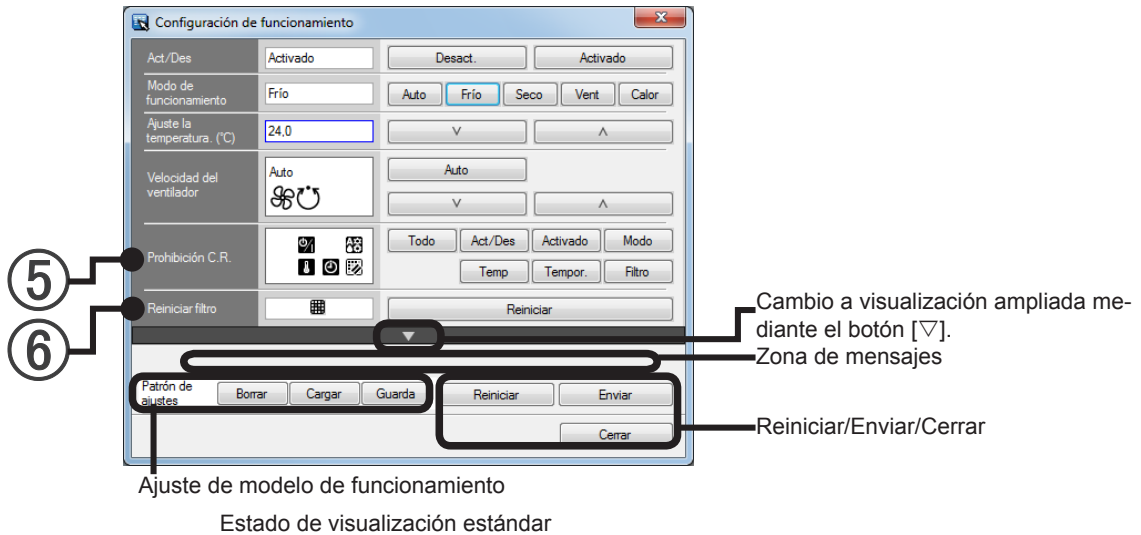 Configuración de funcionamiento
Act/Des Activado Desact. Activado
Modo de
funcionamiento Frío Auto Frío Seco Vent Calor
Ajuste la
temperatura. (°C) 24,0 V Λ
Velocidad del
ventilador Auto Auto
V Λ
5 Prohibición C.R. Todo Act/Des Activado Modo
Temp Tempor. Filtro
6 Reiniciar filtro Reiniciar
Cambio a visualización ampliada me-
diante el botón [▽].
Zona de mensajes
Patrón de
ajustes Borrar Cargar Guarda Reiniciar Enviar
Cerrar
Reiniciar/Enviar/Cerrar
Ajuste de modelo de funcionamiento
Estado de visualización estándar